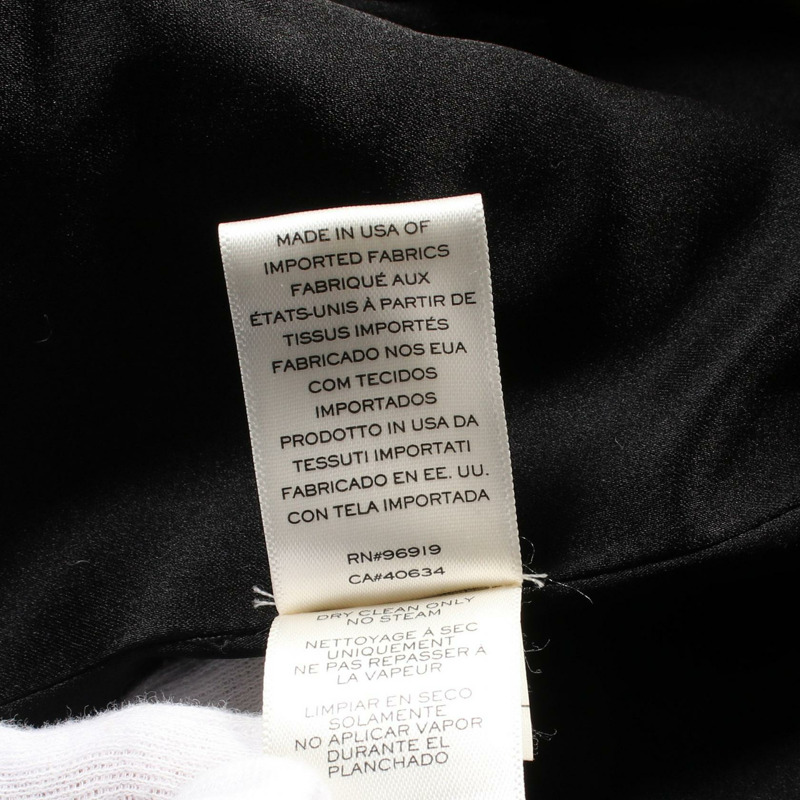 MADE IN USA OF
IMPORTED FABRICS
FABRIQUÉ AUX
ÉTATS-UNIS À PARTIR DE
TISSUS IMPORTÉS
FABRICADO NOS EUA
COM TECIDOS
IMPORTADOS
PRODOTTO IN USA DA
TESSUTI IMPORTATI
FABRICADO EN EE. UU.
CON TELA IMPORTADA
RN#96919
CA#40634
DRY CLEAN ONLY
NO STEAM
NETTOYAGE À SEC
UNIQUEMENT
NE PAS REPASSER À
LA VAPEUR
LIMPIAR EN SECO
SOLAMENTE
NO APLICAR VAPOR
DURANTE EL
PLANCHADO